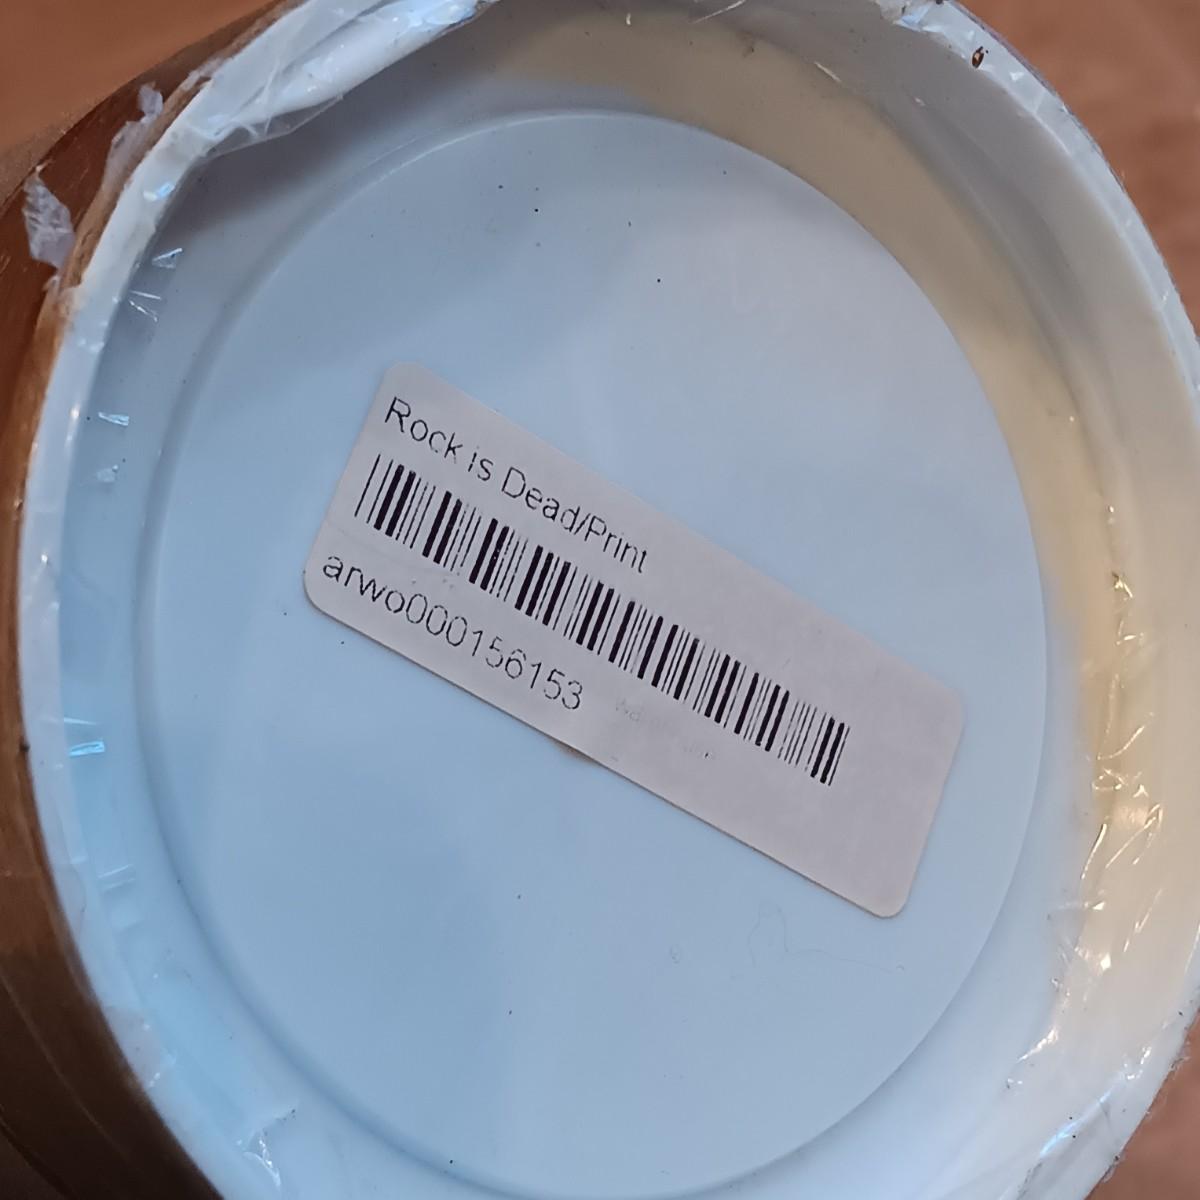 Rock is Dead/Print
arwo000156153